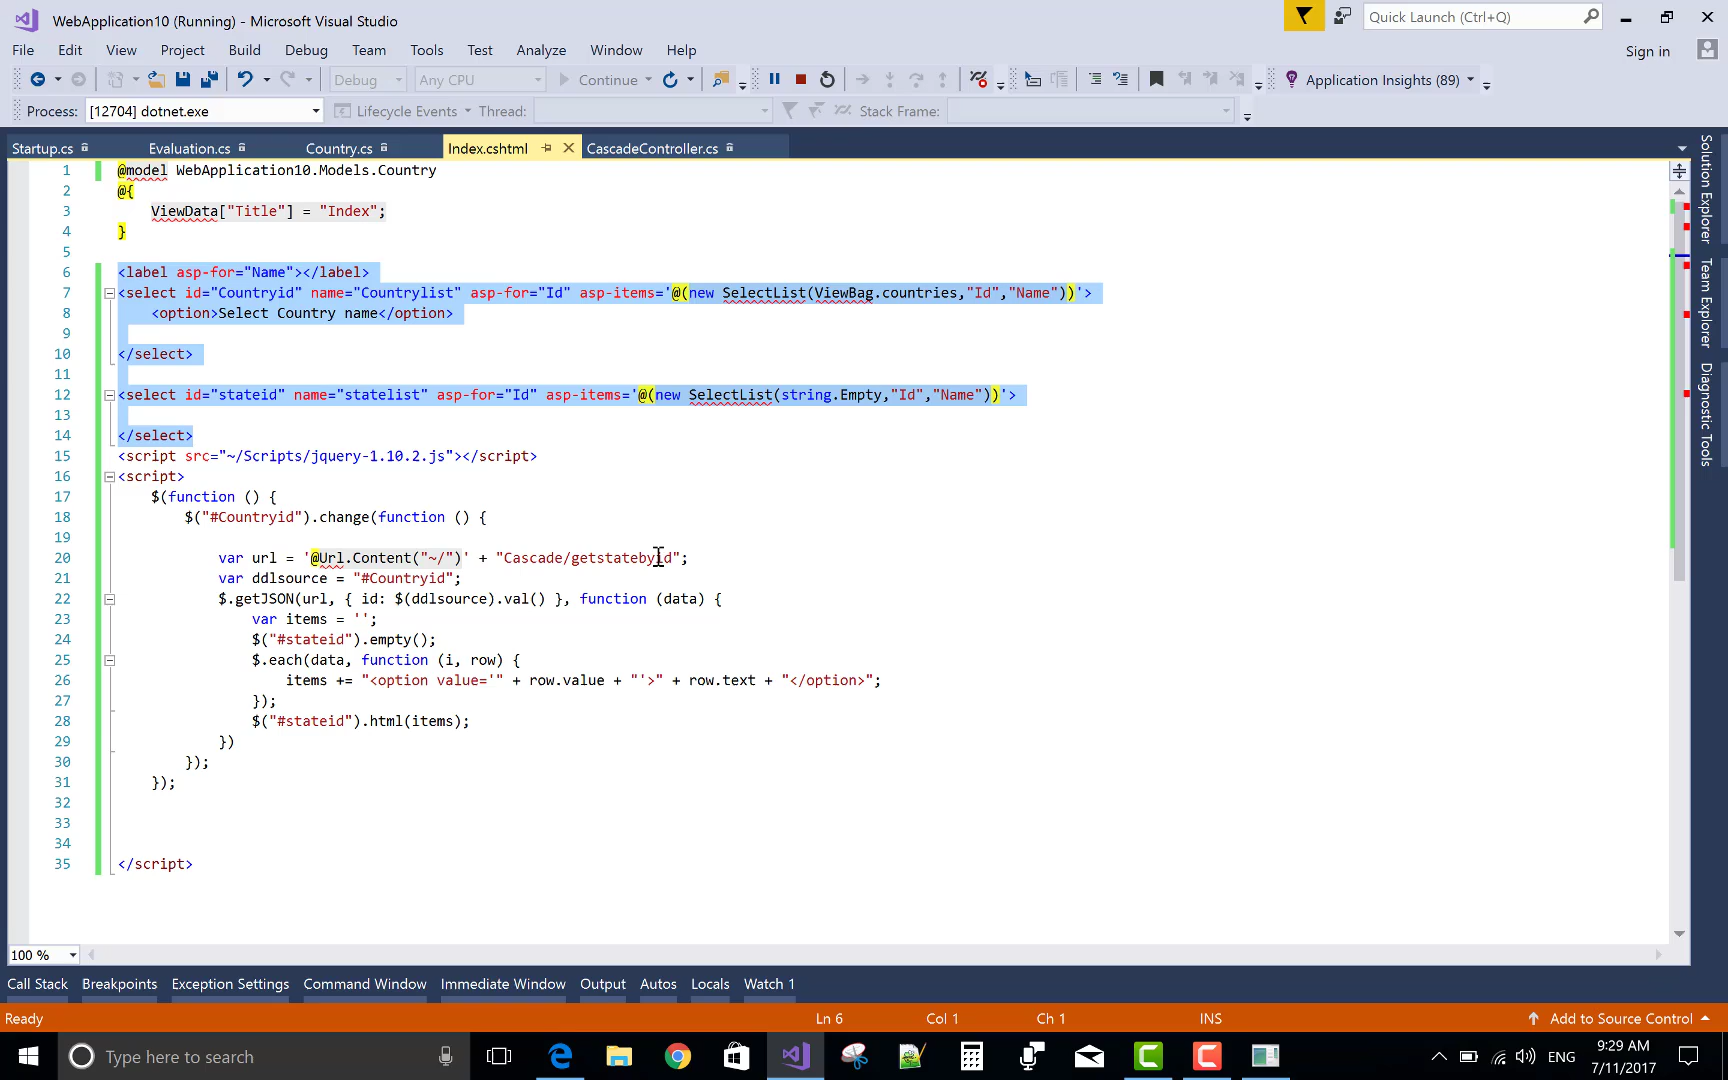 WebApplication10 (Running) - Microsoft Visual Studio
Quick Launch (Ctrl+Q)
File Edit View Project Build Debug Team Tools Test Analyze Window Help
Sign in
Debug Any CPU Continue Application Insights (89)
Process: [12704] dotnet.exe Lifecycle Events Thread: Stack Frame:
Startup.cs Evaluation.cs Country.cs Index.cshtml CascadeController.cs
1 @model WebApplication10.Models.Country
2 @{
3 ViewData["Title"] = "Index";
4 }
5
6 <label asp-for="Name"></label>
7 <select id="Countryid" name="Countrylist" asp-for="Id" asp-items='@(new SelectList(ViewBag.countries,"Id","Name"))'>
8 <option>Select Country name</option>
9
10 </select>
11
12 <select id="stateid" name="statelist" asp-for="Id" asp-items='@(new SelectList(string.Empty,"Id","Name"))'>
13
14 </select>
15 <script src="~/Scripts/jquery-1.10.2.js"></script>
16 <script>
17 $(function () {
18 $("#Countryid").change(function () {
19
20 var url = '@Url.Content("~/")' + "Cascade/getstatebyid";
21 var ddlsource = "#Countryid";
22 $.getJSON(url, { id: $(ddlsource).val() }, function (data) {
23 var items = '';
24 $("#stateid").empty();
25 $.each(data, function (i, row) {
26 items += "<option value='" + row.value + "'>" + row.text + "</option>";
27 });
28 $("#stateid").html(items);
29 })
30 });
31 });
32
33
34
35 </script>
Solution Explorer
Team Explorer
Diagnostic Tools
100 %
Call Stack Breakpoints Exception Settings Command Window Immediate Window Output Autos Locals Watch 1
Ready Ln 6 Col 1 Ch 1 INS Add to Source Control
Type here to search
ENG
9:29 AM
7/11/2017